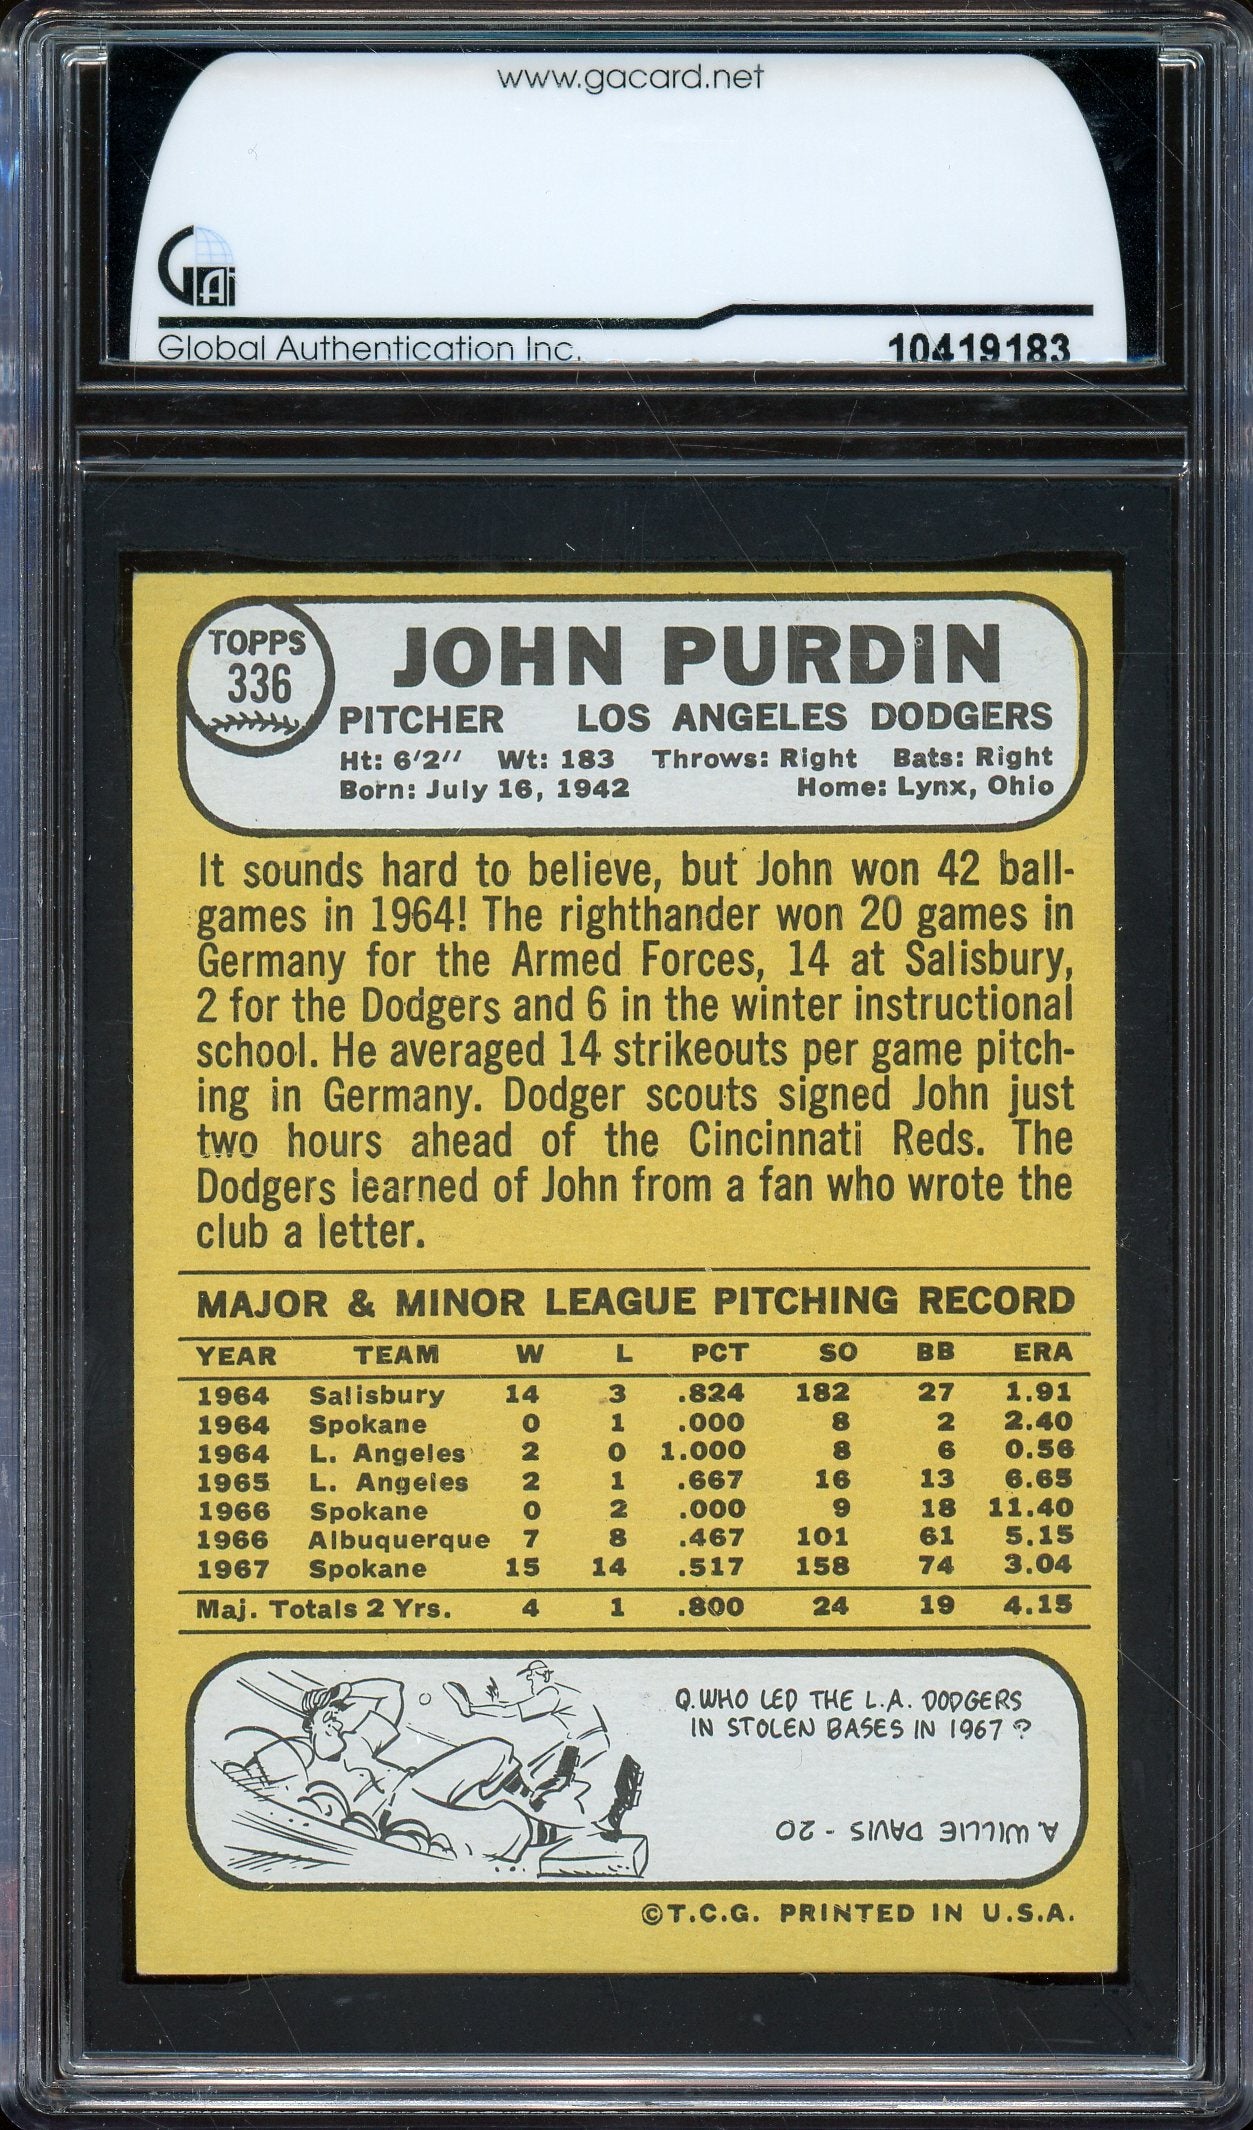 www.gacard.net
GAi
Global Authentication Inc.
10419183
TOPPS
336
JOHN PURDIN
PITCHER LOS ANGELES DODGERS
Ht: 6'2'' Wt: 183 Throws: Right Bats: Right
Born: July 16, 1942 Home: Lynx, Ohio
It sounds hard to believe, but John won 42 ball-
games in 1964! The righthander won 20 games in
Germany for the Armed Forces, 14 at Salisbury,
2 for the Dodgers and 6 in the winter instructional
school. He averaged 14 strikeouts per game pitch-
ing in Germany. Dodger scouts signed John just
two hours ahead of the Cincinnati Reds. The
Dodgers learned of John from a fan who wrote the
club a letter.
MAJOR & MINOR LEAGUE PITCHING RECORD
YEAR TEAM W L PCT SO BB ERA
1964 Salisbury 14 3 .824 182 27 1.91
1964 Spokane 0 1 .000 8 2 2.40
1964 L. Angeles 2 0 1.000 8 6 0.56
1965 L. Angeles 2 1 .667 16 13 6.65
1966 Spokane 0 2 .000 9 18 11.40
1966 Albuquerque 7 8 .467 101 61 5.15
1967 Spokane 15 14 .517 158 74 3.04
Maj. Totals 2 Yrs. 4 1 .800 24 19 4.15
Q. WHO LED THE L.A. DODGERS
IN STOLEN BASES IN 1967?
A. WILLIE DAVIS - 20
©T.C.G. PRINTED IN U.S.A.